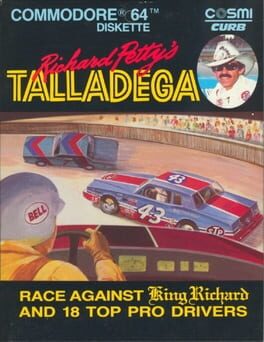 COMMODORE® 64™
DISKETTE
COSMI
CURB
Richard Petty's
TALLADEGA
43
43
STP
BELL
RACE AGAINST King Richard
AND 18 TOP PRO DRIVERS